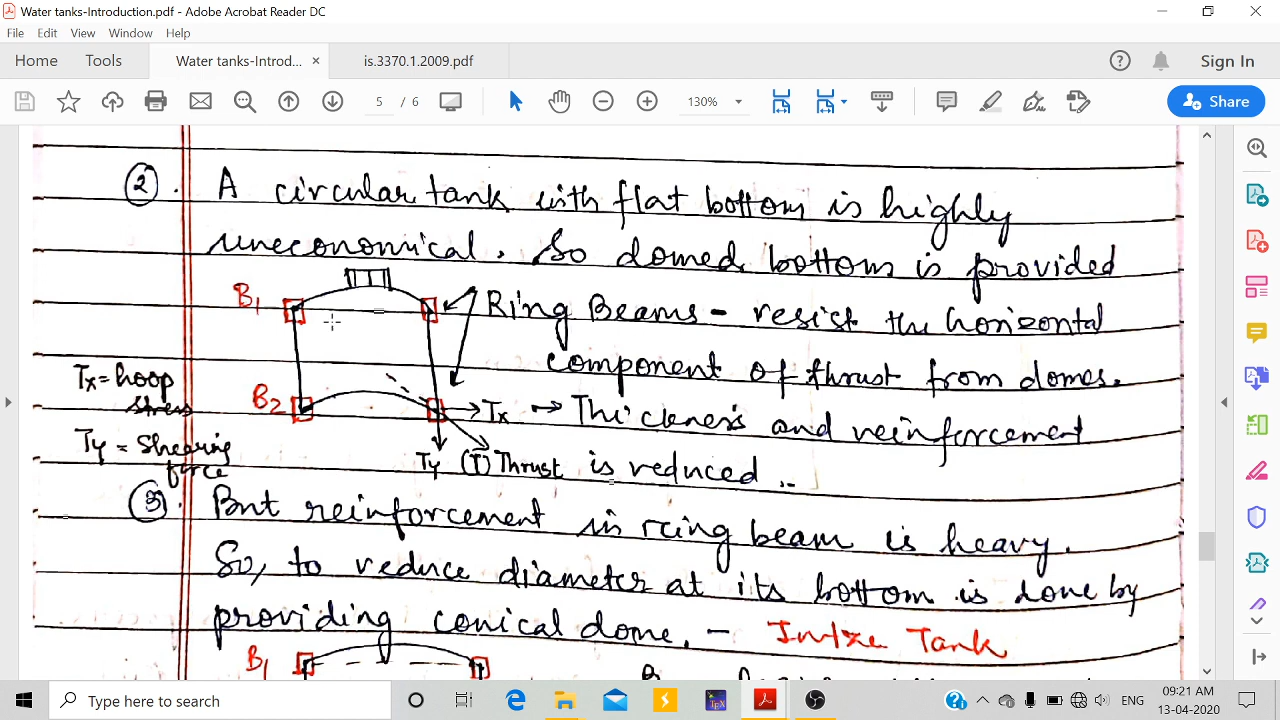 Water tanks-Introduction.pdf - Adobe Acrobat Reader DC
File Edit View Window Help
Home Tools Water tanks-Introd... × is.3370.1.2009.pdf Sign In
5 / 6 130% Share
② . A circular tank with flat bottom is highly
uneconomical. So domed bottom is provided
B1 Ring Beams - resist the horizontal
component of thrust from domes.
Tx = hoop
stress
B2 → Tx → Thickness and reinforcement
Ty = Shearing
force
Ty (T) Thrust is reduced ..
③ . But reinforcement in ring beam is heavy.
So, to reduce diameter at its bottom is done by
providing conical dome. - Intze Tank
B1
Type here to search
ENG
09:21 AM
13-04-2020